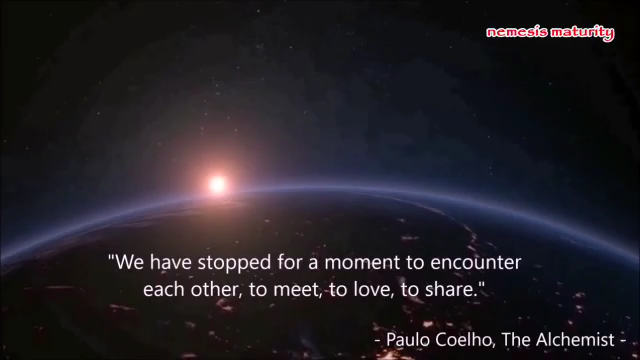 nemesis maturity
"We have stopped for a moment to encounter
each other, to meet, to love, to share."
- Paulo Coelho, The Alchemist -